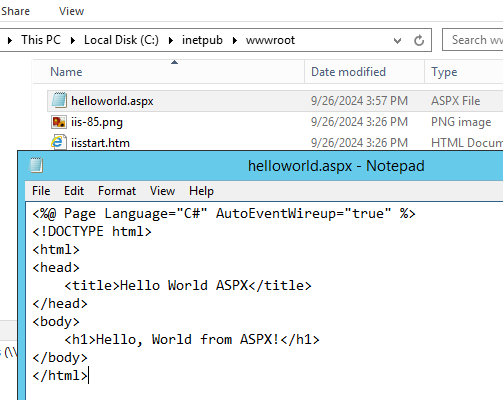 Share View
This PC Local Disk (C:) inetpub wwwroot Search ww
Name Date modified Type
helloworld.aspx 9/26/2024 3:57 PM ASPX File
iis-85.png 9/26/2024 3:26 PM PNG image
iisstart.htm 9/26/2024 3:26 PM HTML Docum
helloworld.aspx - Notepad
File Edit Format View Help
<%@ Page Language="C#" AutoEventWireup="true" %>
<!DOCTYPE html>
<html>
<head>
    <title>Hello World ASPX</title>
</head>
<body>
    <h1>Hello, World from ASPX!</h1>
</body>
</html>